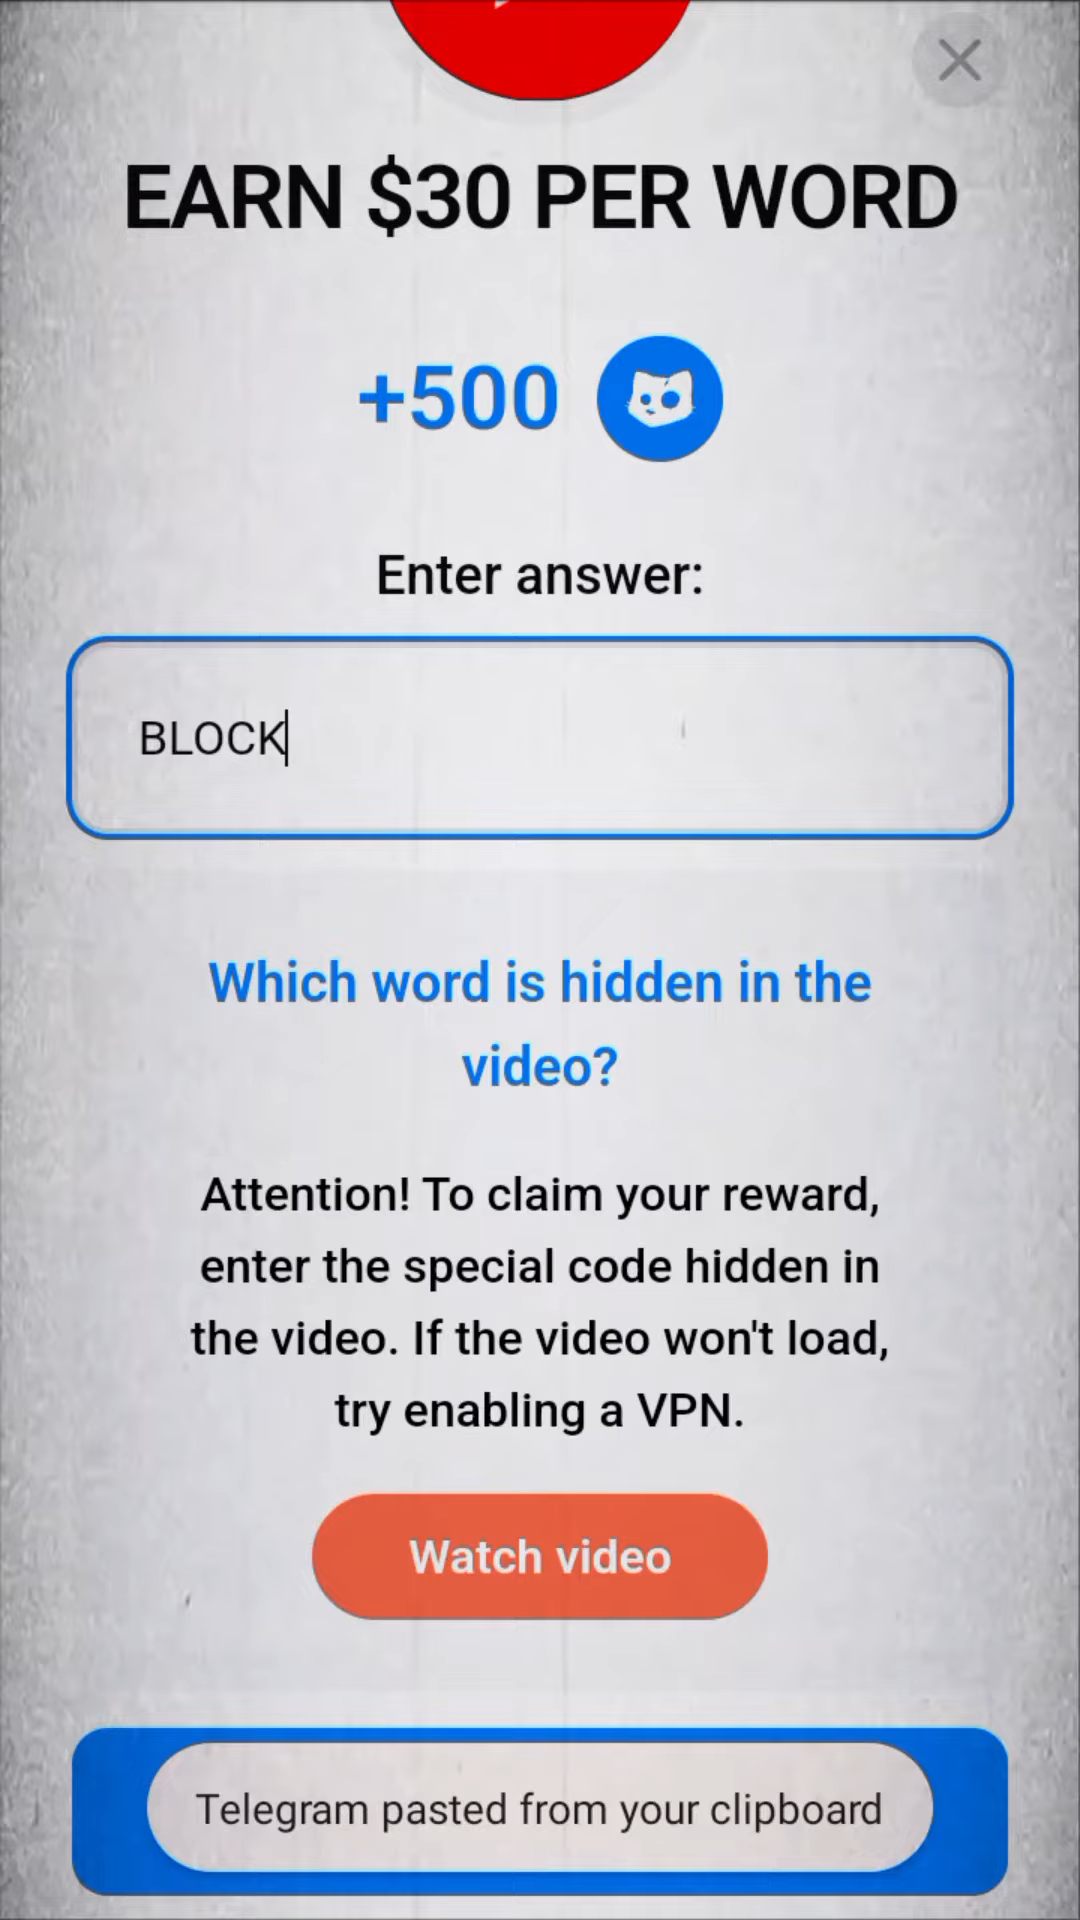 EARN $30 PER WORD
+500
Enter answer:
BLOCK
Which word is hidden in the
video?
Attention! To claim your reward,
enter the special code hidden in
the video. If the video won't load,
try enabling a VPN.
Watch video
Telegram pasted from your clipboard